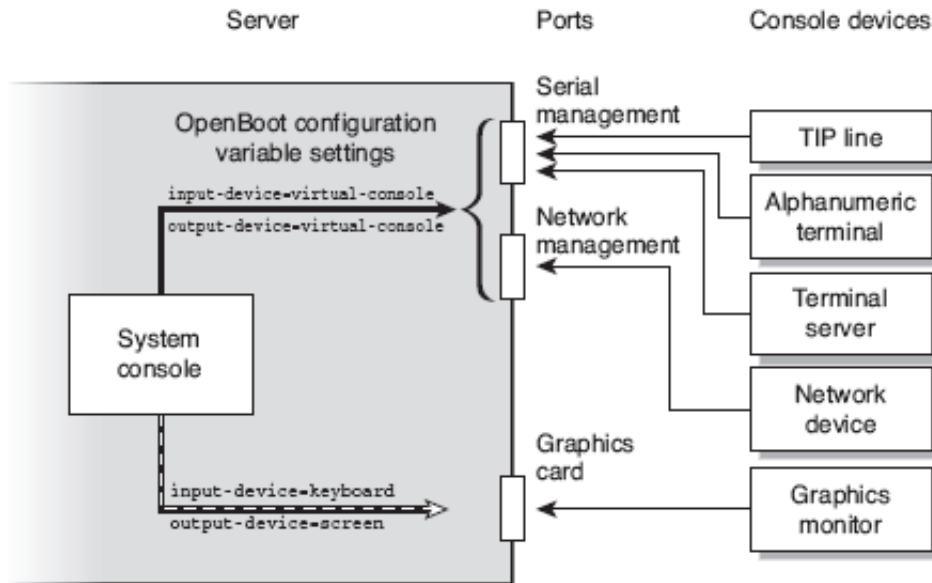 Server
Ports
Console devices
OpenBoot configuration
variable settings
input-device=virtual-console
output-device=virtual-console
System
console
input-device=keyboard
output-device=screen
Serial
management
Network
management
Graphics
card
TIP line
Alphanumeric
terminal
Terminal
server
Network
device
Graphics
monitor